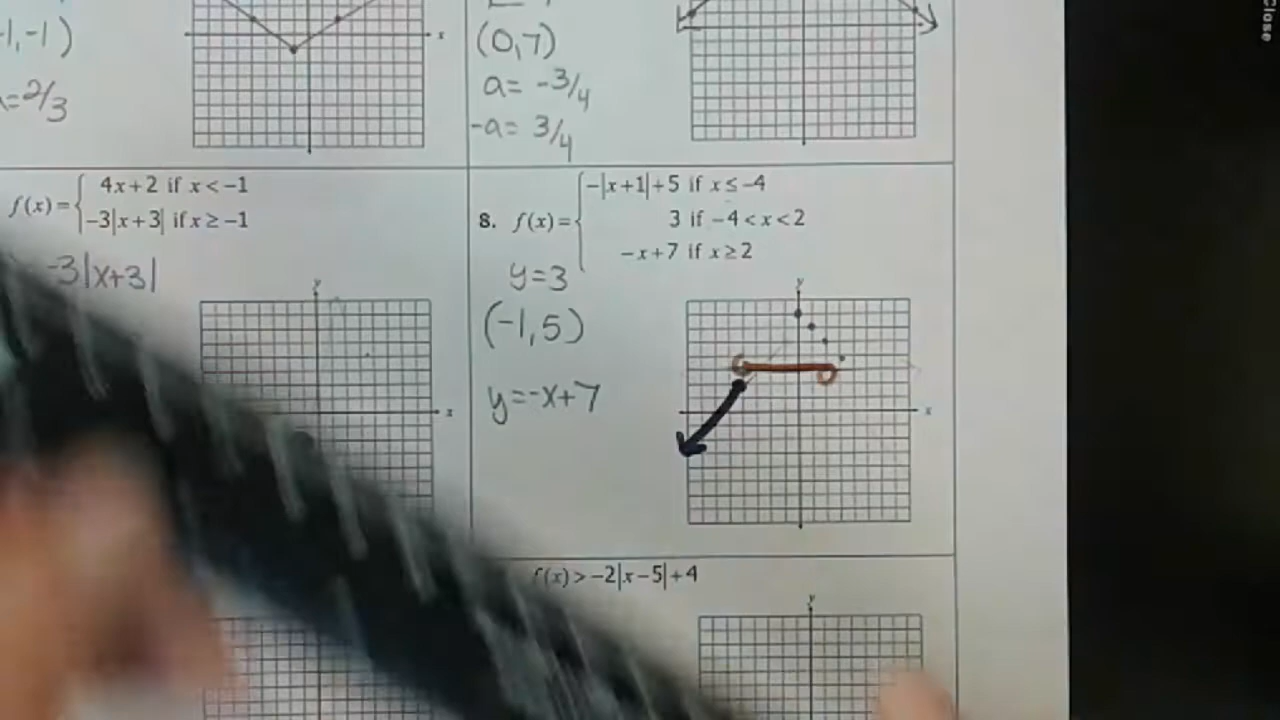 -1,-1)
=2/3
x
(0,7)
a= -3/4
-a= 3/4
f(x)= { 4x+2 if x < -1
-3|x+3| if x ≥ -1
-3|x+3|
y
x
8. f(x)= { -|x+1|+5 if x ≤ -4
3 if -4 < x < 2
-x+7 if x ≥ 2
y=3
(-1,5)
y=-x+7
y
x
f(x) > -2|x-5|+4
y
Close